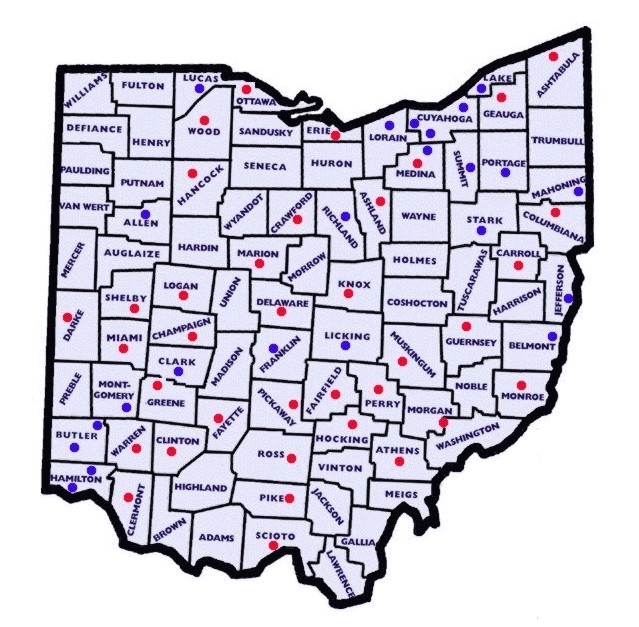 WILLIAMS
FULTON
LUCAS
OTTAWA
LAKE
ASHTABULA
GEAUGA
CUYAHOGA
DEFIANCE
HENRY
WOOD
SANDUSKY
ERIE
LORAIN
TRUMBULL
PAULDING
PUTNAM
HANCOCK
SENECA
HURON
MEDINA
SUMMIT
PORTAGE
MAHONING
VAN WERT
ALLEN
WYANDOT
CRAWFORD
RICHLAND
ASHLAND
WAYNE
STARK
COLUMBIANA
MERCER
AUGLAIZE
HARDIN
MARION
MORROW
HOLMES
TUSCARAWAS
CARROLL
JEFFERSON
SHELBY
LOGAN
UNION
DELAWARE
KNOX
COSHOCTON
HARRISON
DARKE
MIAMI
CHAMPAIGN
CLARK
MADISON
FRANKLIN
LICKING
MUSKINGUM
GUERNSEY
BELMONT
PREBLE
MONT-
GOMERY
GREENE
FAYETTE
PICKAWAY
FAIRFIELD
PERRY
MORGAN
NOBLE
MONROE
BUTLER
WARREN
CLINTON
ROSS
HOCKING
ATHENS
WASHINGTON
HAMILTON
CLERMONT
BROWN
HIGHLAND
PIKE
VINTON
JACKSON
MEIGS
ADAMS
SCIOTO
GALLIA
LAWRENCE